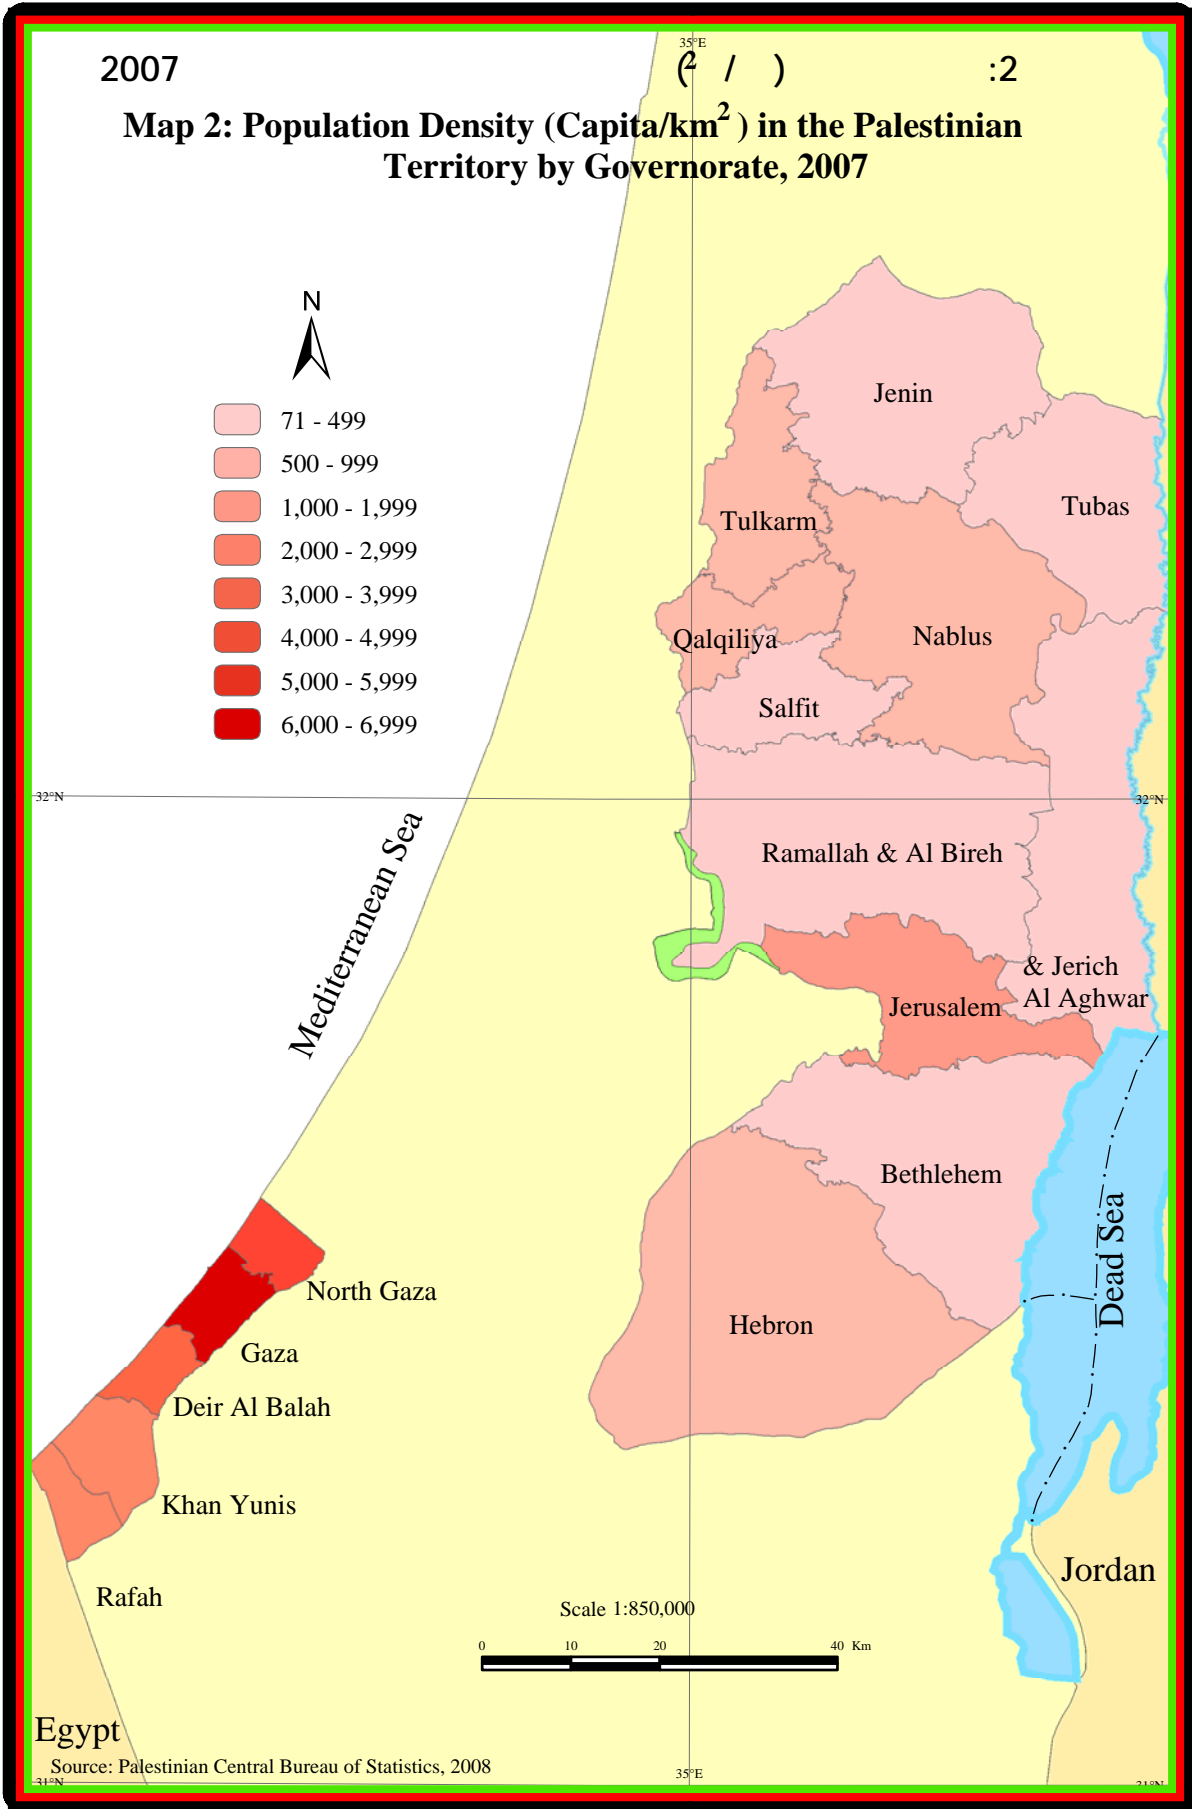 2007 (² / ) :2
Map 2: Population Density (Capita/km²) in the Palestinian
Territory by Governorate, 2007
35°E
N
71 - 499
500 - 999
1,000 - 1,999
2,000 - 2,999
3,000 - 3,999
4,000 - 4,999
5,000 - 5,999
6,000 - 6,999
Jenin
Tubas
Tulkarm
Qalqiliya
Nablus
Salfit
32°N
32°N
Mediterranean Sea
Ramallah & Al Bireh
& Jerich
Al Aghwar
Jerusalem
Bethlehem
Dead Sea
Hebron
North Gaza
Gaza
Deir Al Balah
Khan Yunis
Rafah
Jordan
Scale 1:850,000
0 10 20 40 Km
Egypt
Source: Palestinian Central Bureau of Statistics, 2008
35°E
31°N
31°N